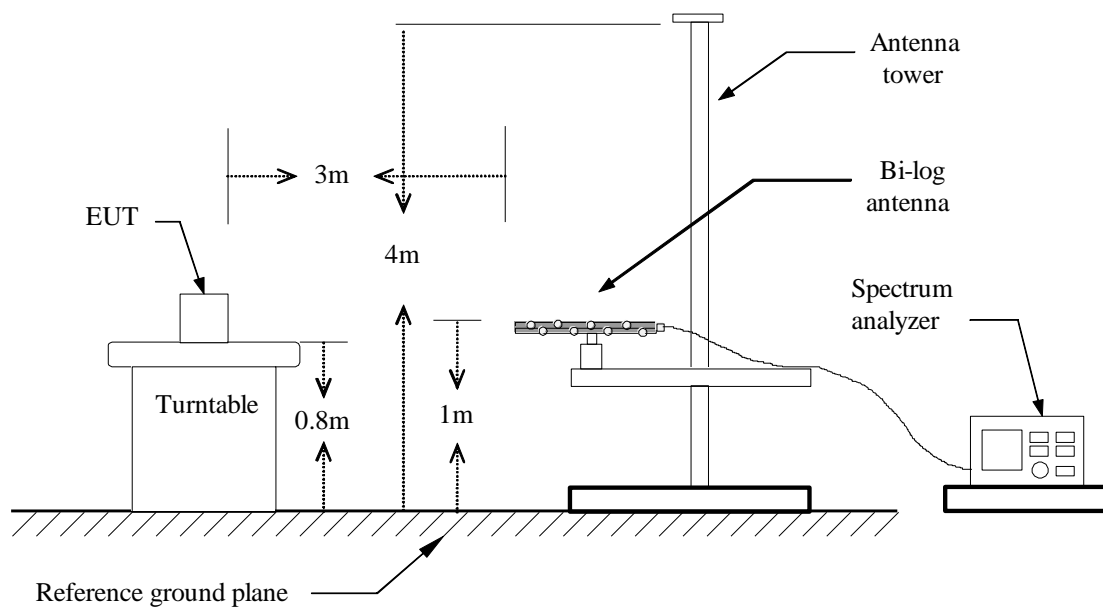 Antenna
tower
3m
Bi-log
antenna
EUT
4m
Spectrum
analyzer
Turntable
0.8m
1m
Reference ground plane